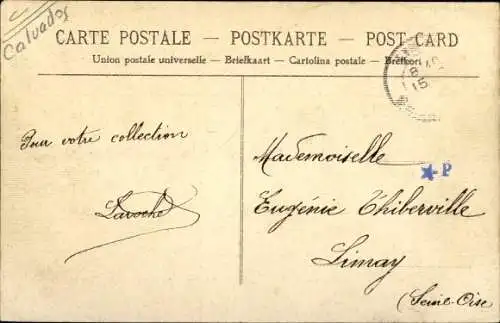 Calvados
CARTE POSTALE – POSTKARTE – POST CARD
Union postale universelle – Briefkaart – Cartolina postale – Brefkort
15
Pour votre collection
Laroche
Mademoiselle
P
Eugénie Thiberville
Limay
(Seine-Oise